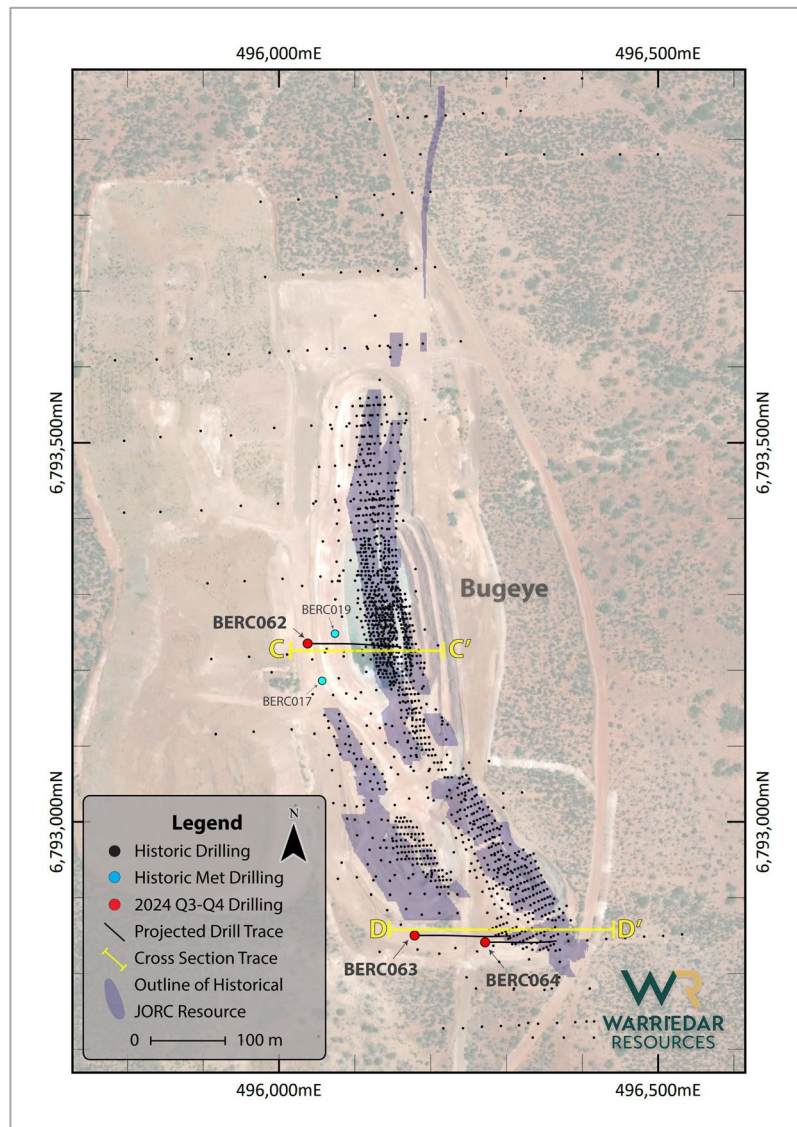 496,000mE
496,500mE
6,793,500mN
6,793,500mN
Bugeye
BERC019
BERC062
C
C'
BERC017
6,793,000mN
6,793,000mN
Legend
N
Historic Drilling
Historic Met Drilling
2024 Q3-Q4 Drilling
Projected Drill Trace
Cross Section Trace
Outline of Historical
JORC Resource
0
100 m
D
D'
BERC063
BERC064
WR
WARRIEDAR
RESOURCES
496,000mE
496,500mE